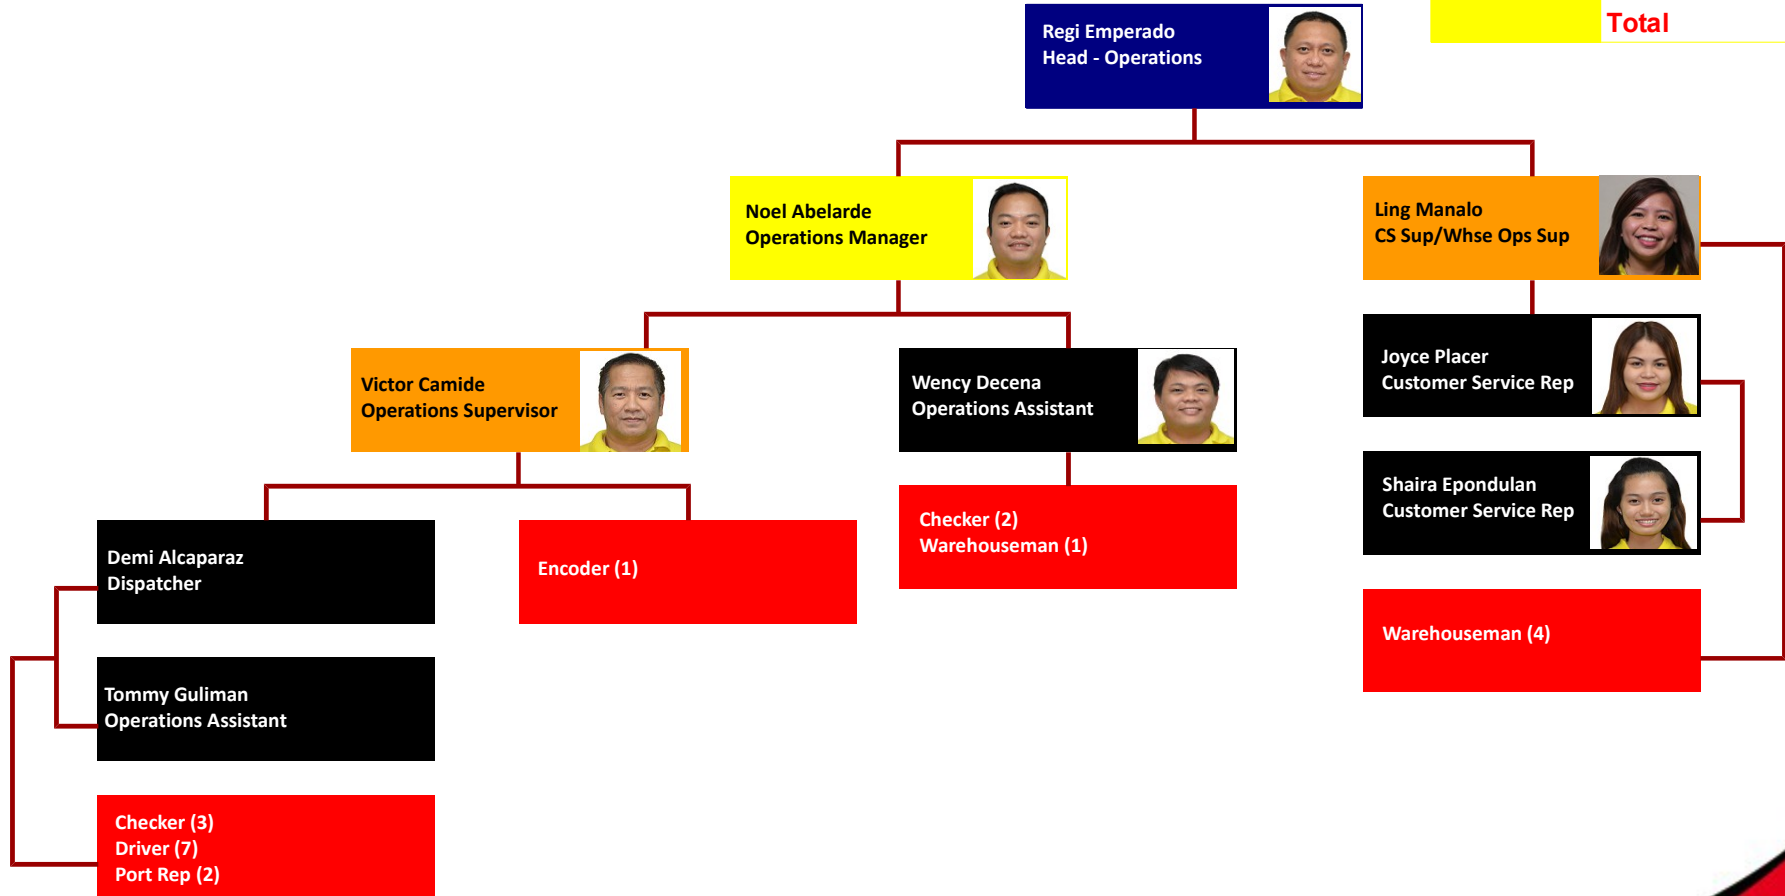 Total
Regi Emperado
Head - Operations
Noel Abelarde
Operations Manager
Ling Manalo
CS Sup/Whse Ops Sup
Victor Camide
Operations Supervisor
Wency Decena
Operations Assistant
Joyce Placer
Customer Service Rep
Shaira Epondulan
Customer Service Rep
Demi Alcaparaz
Dispatcher
Encoder (1)
Checker (2)
Warehouseman (1)
Warehouseman (4)
Tommy Guliman
Operations Assistant
Checker (3)
Driver (7)
Port Rep (2)